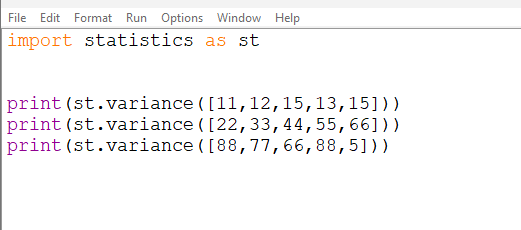 File Edit Format Run Options Window Help
import statistics as st
print(st.variance([11,12,15,13,15]))
print(st.variance([22,33,44,55,66]))
print(st.variance([88,77,66,88,5]))